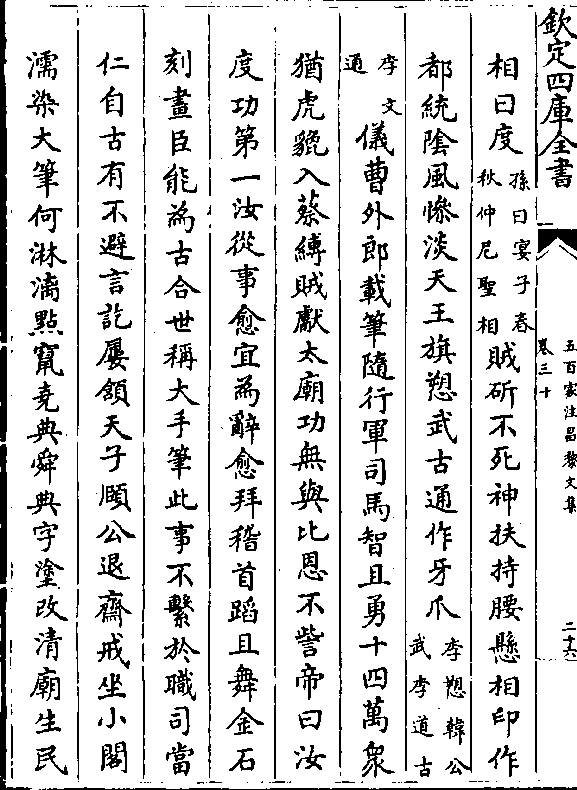 欽定四庫全書
五百家注昌黎文集
卷三十
二十六
相曰度孫曰宴子春秋仲尼聖相賊斫不死神扶持腰懸相印作
都統陰風慘淡天王旗愬武古通作牙爪李愬韓公武李道古
李文通儀曹外郎載筆隨行軍司馬智且勇十四萬衆
猶虎貔入蔡縛賊獻太廟功無與比恩不訾帝曰汝
度功第一汝從事愈宜為辭愈拜稽首蹈且舞金石
刻畫臣能為古合世稱大手筆此事不繫於職司當
仁自古有不避言訖屢頷天子頤公退齋戒坐小閣
濡染大筆何淋漓點竄堯典舜典字塗改清廟生民